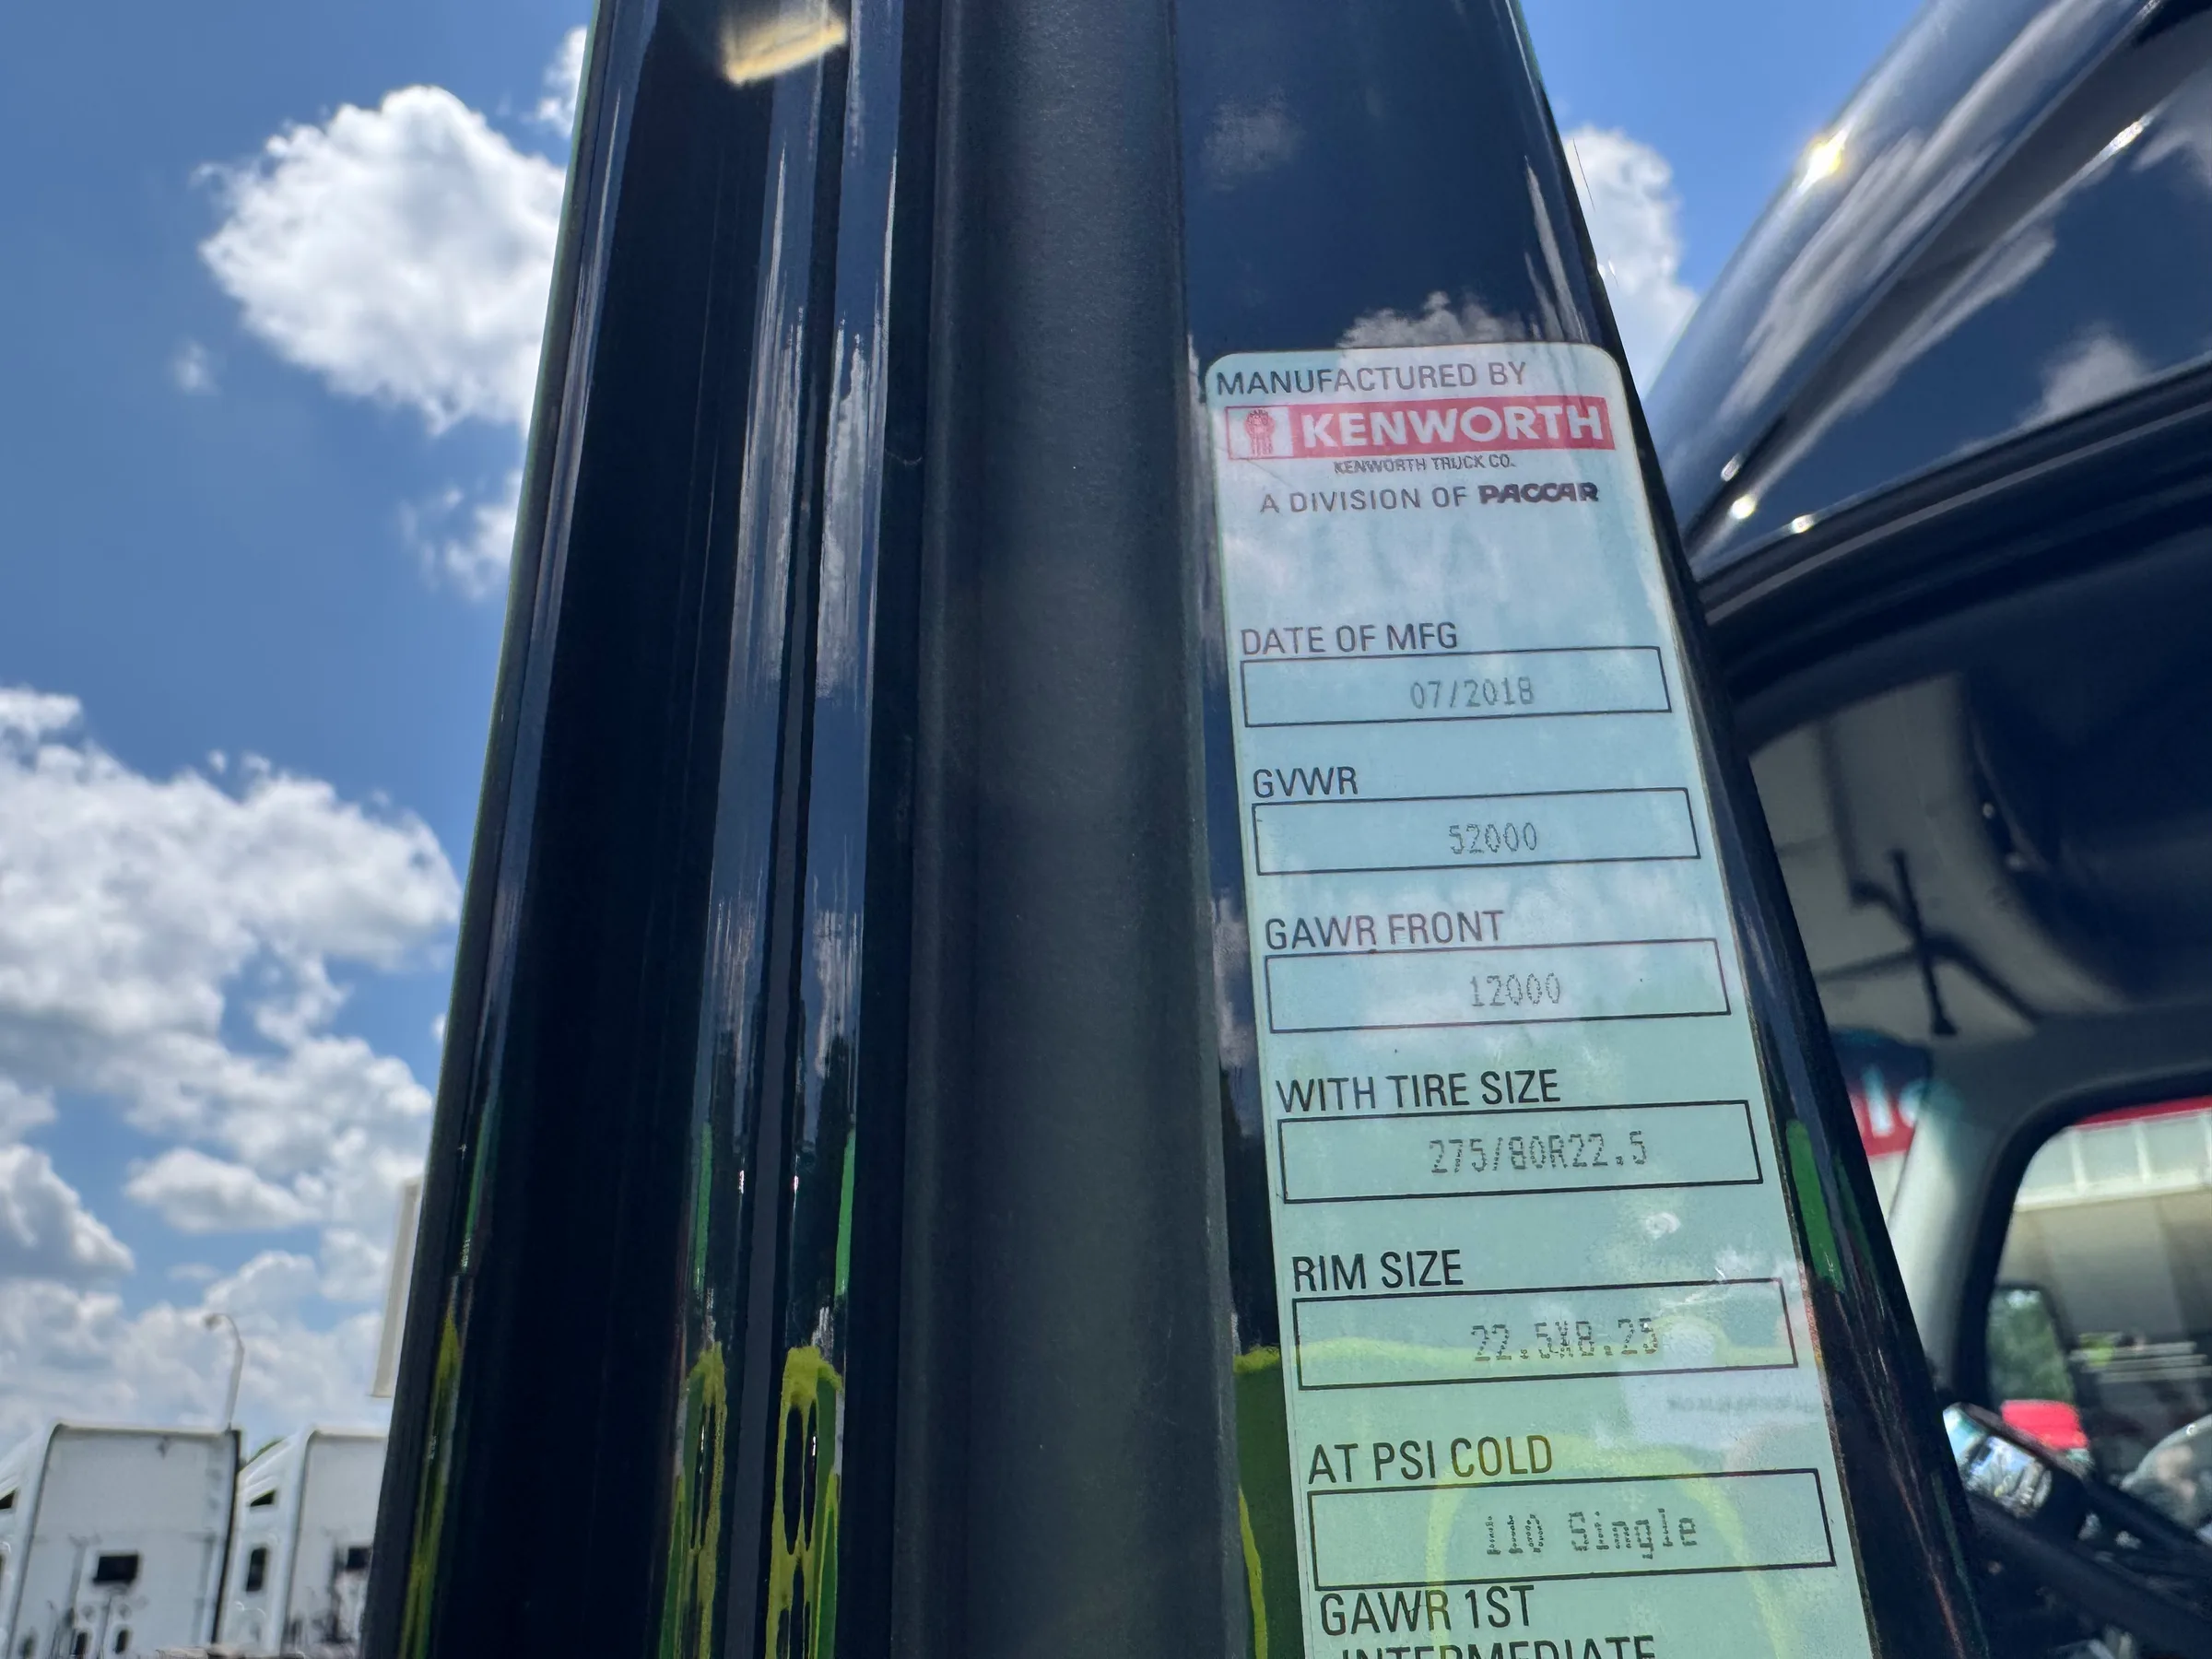 MANUFACTURED BY
KENWORTH
KENWORTH TRUCK CO.
A DIVISION OF PACCAR
DATE OF MFG
07/2018
GVWR
52000
GAWR FRONT
12000
WITH TIRE SIZE
275/80R22.5
RIM SIZE
22.5X8.25
AT PSI COLD
110 Single
GAWR 1ST
INTERMEDIATE